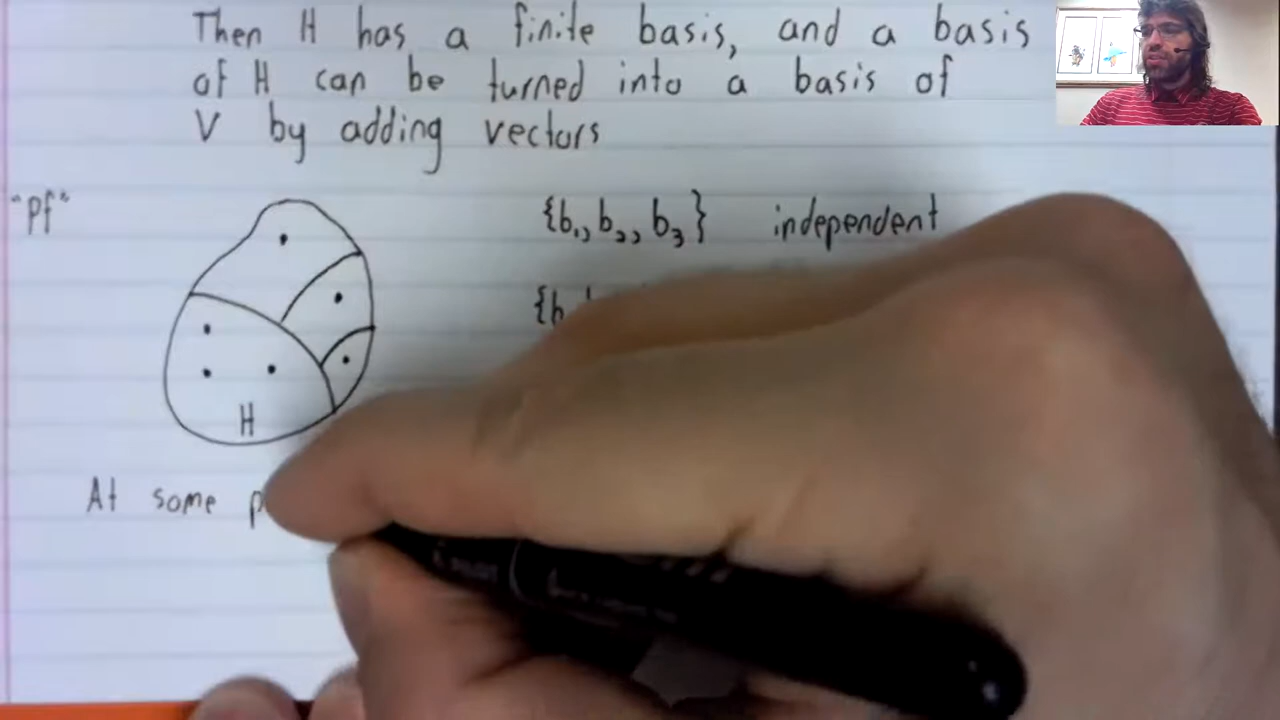 Then H has a finite basis, and a basis
of H can be turned into a basis of
V by adding vectors
"Pf"
{b₁, b₂, b₃} independent
{b
H
At some p
PILOT